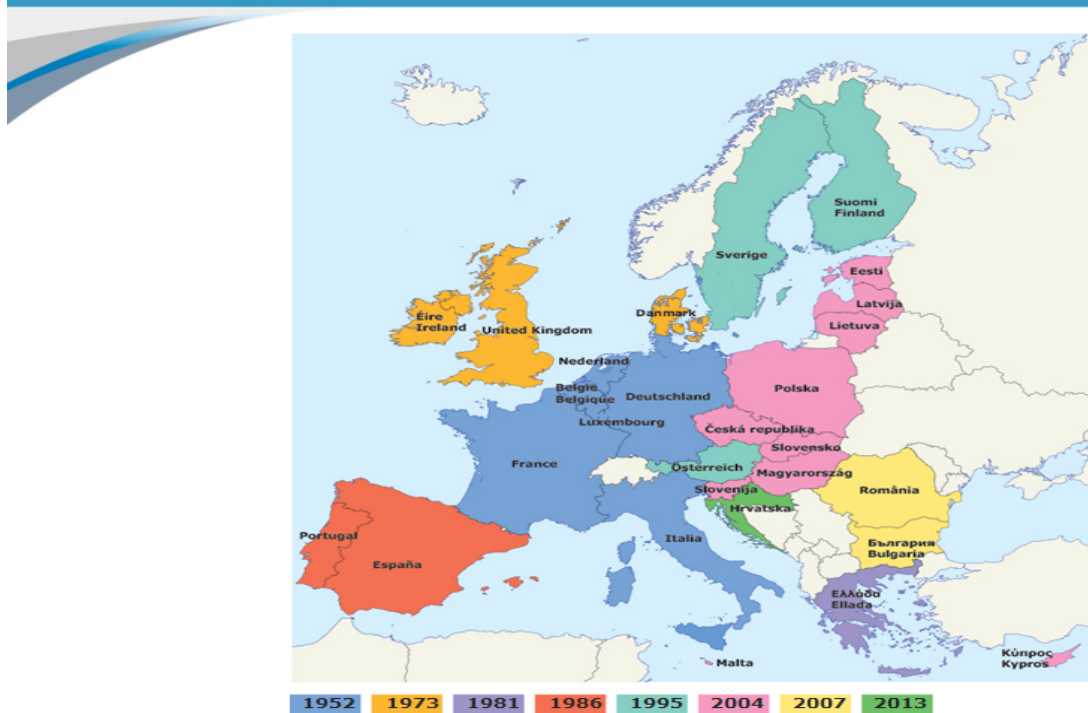 Suomi
Finland
Sverige
Eesti
Latvija
Lietuva
Danmark
Éire
Ireland
United Kingdom
Nederland
België
Belgique
Deutschland
Luxembourg
Polska
Česká republika
Slovensko
France
Österreich
Magyarország
Slovenija
Hrvatska
România
Portugal
España
Italia
България
Bulgaria
Ελλάδα
Ellada
Malta
Κύπρος
Kypros
1952 1973 1981 1986 1995 2004 2007 2013